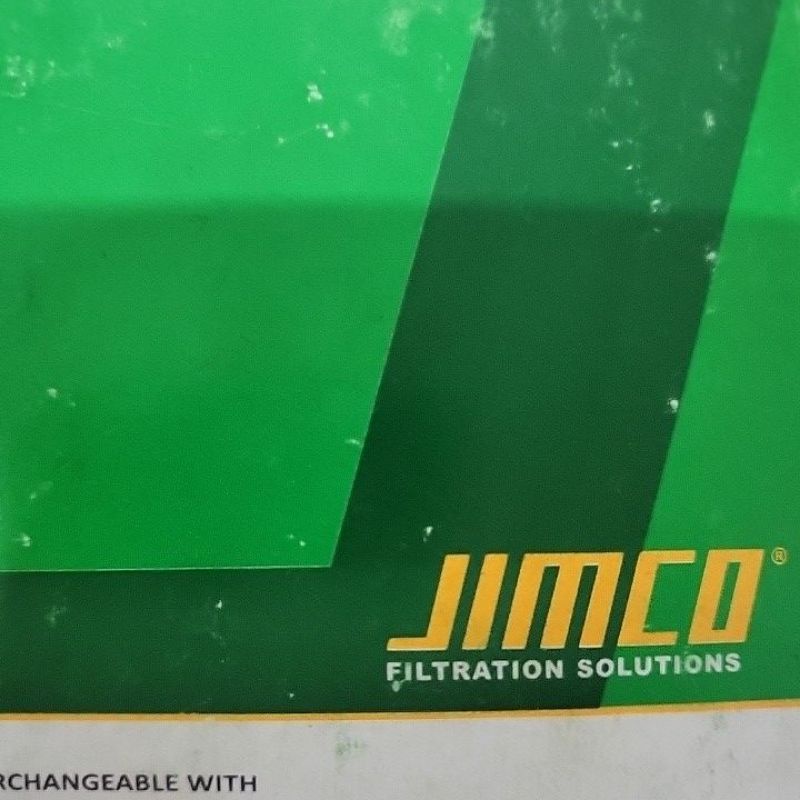 JIMCO®
FILTRATION SOLUTIONS
RCHANGEABLE WITH